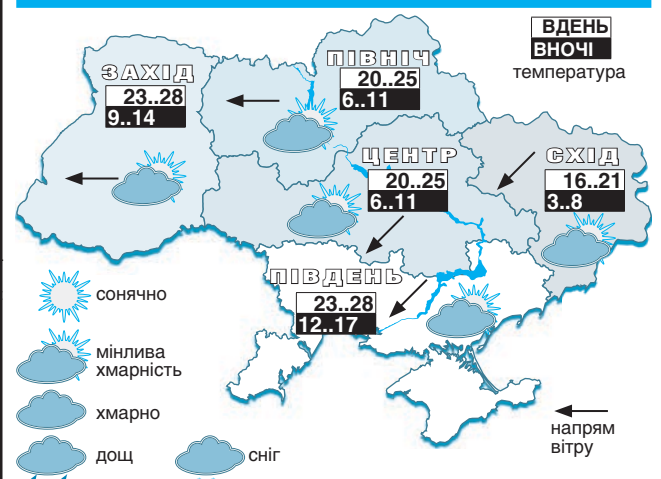 ВДЕНЬ
ВНОЧІ
температура
ПІВНІЧ
20..25
6..11
ЗАХІД
23..28
9..14
ЦЕНТР
20..25
6..11
СХІД
16..21
3..8
ПІВДЕНЬ
23..28
12..17
сонячно
мінлива
хмарність
хмарно
дощ
сніг
напрям
вітру